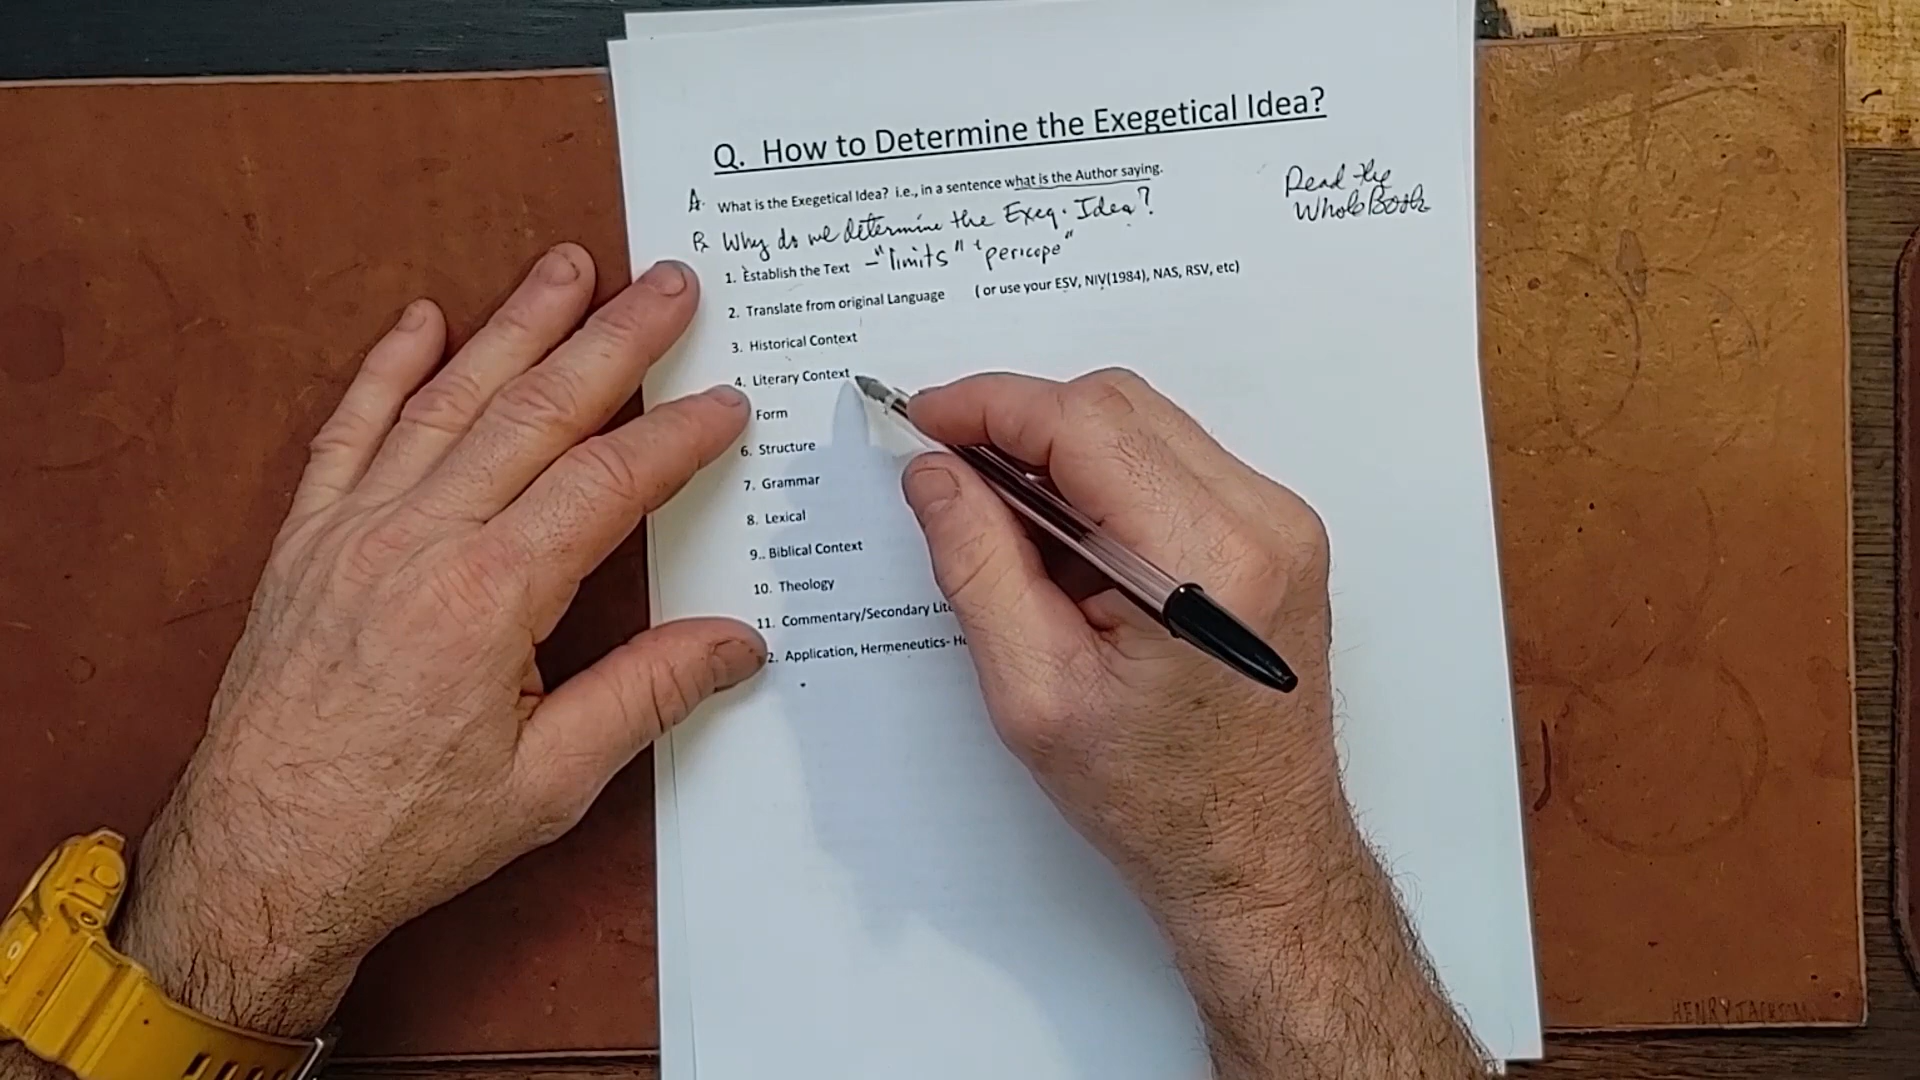 Q. How to Determine the Exegetical Idea?
A. What is the Exegetical Idea? i.e., in a sentence what is the Author saying.
Read the
Whole Book
B. Why do we determine the Exeg. Idea?
1. Establish the Text - "limits" + "pericope"
2. Translate from original Language ( or use your ESV, NIV(1984), NAS, RSV, etc)
3. Historical Context
4. Literary Context
Form
6. Structure
7. Grammar
8. Lexical
9.. Biblical Context
10. Theology
11. Commentary/Secondary
2. Application, Hermeneutics-
HENRY JACKSON